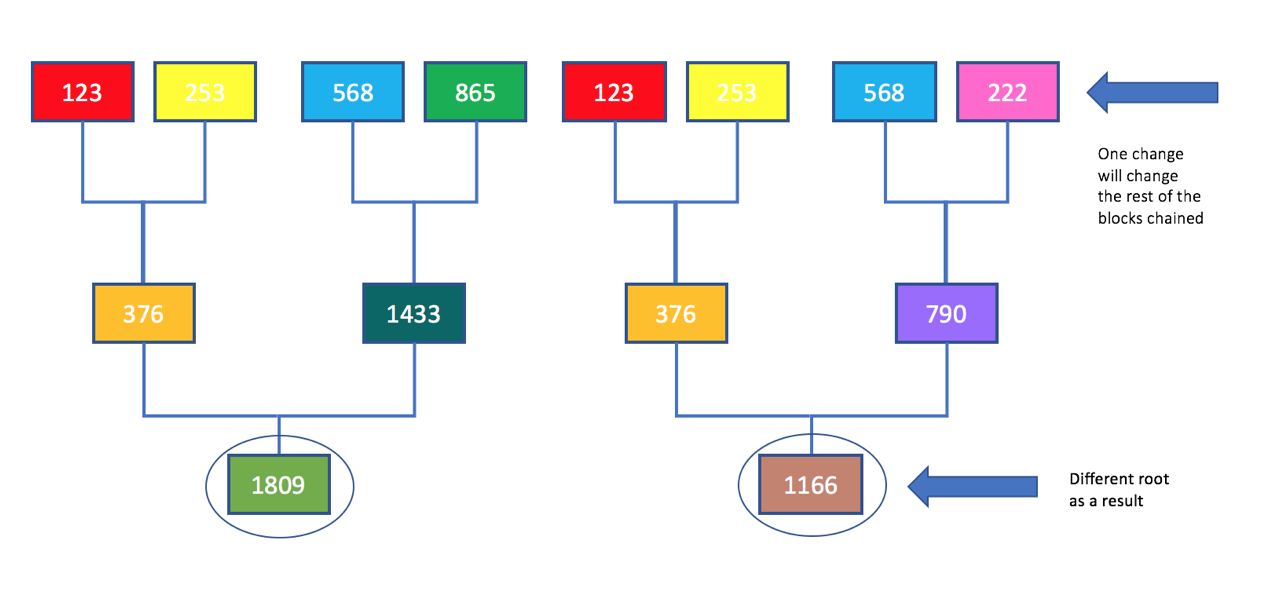 123 253 568 865 123 253 568 222
One change
will change
the rest of the
blocks chained
376 1433 376 790
1809 1166
Different root
as a result